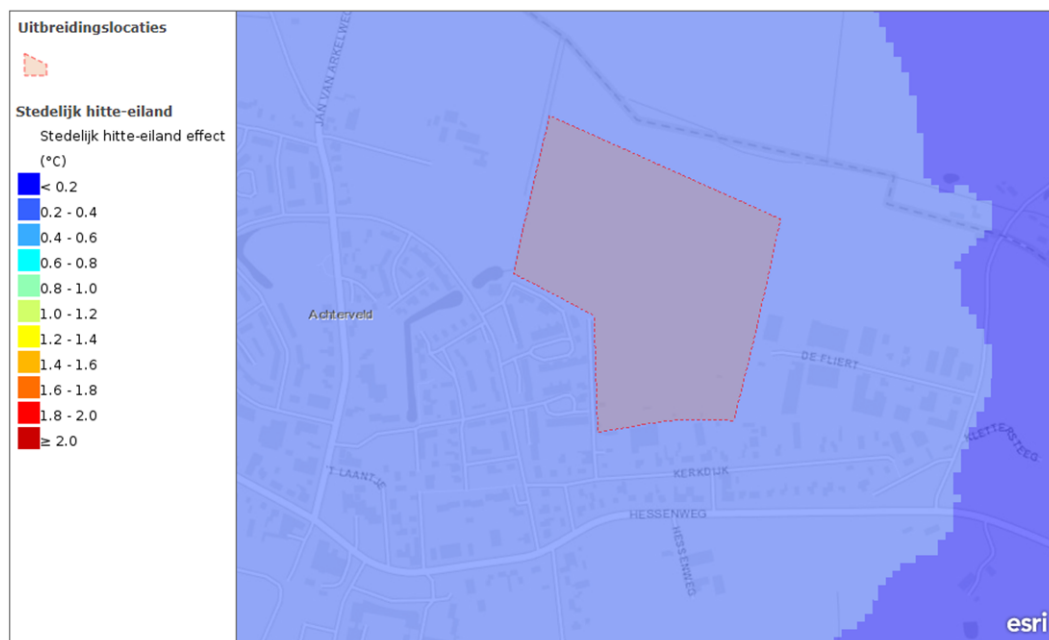 Uitbreidingslocaties
Stedelijk hitte-eiland
Stedelijk hitte-eiland effect
(°C)
< 0.2
0.2 - 0.4
0.4 - 0.6
0.6 - 0.8
0.8 - 1.0
1.0 - 1.2
1.2 - 1.4
1.4 - 1.6
1.6 - 1.8
1.8 - 2.0
≥ 2.0
JAN VAN ARKELWEG
Achterveld
DE FLIERT
KLETTERSTEEG
'T LAANTJE
KERKDIJK
HESSENWEG
HESSENWEG
esri